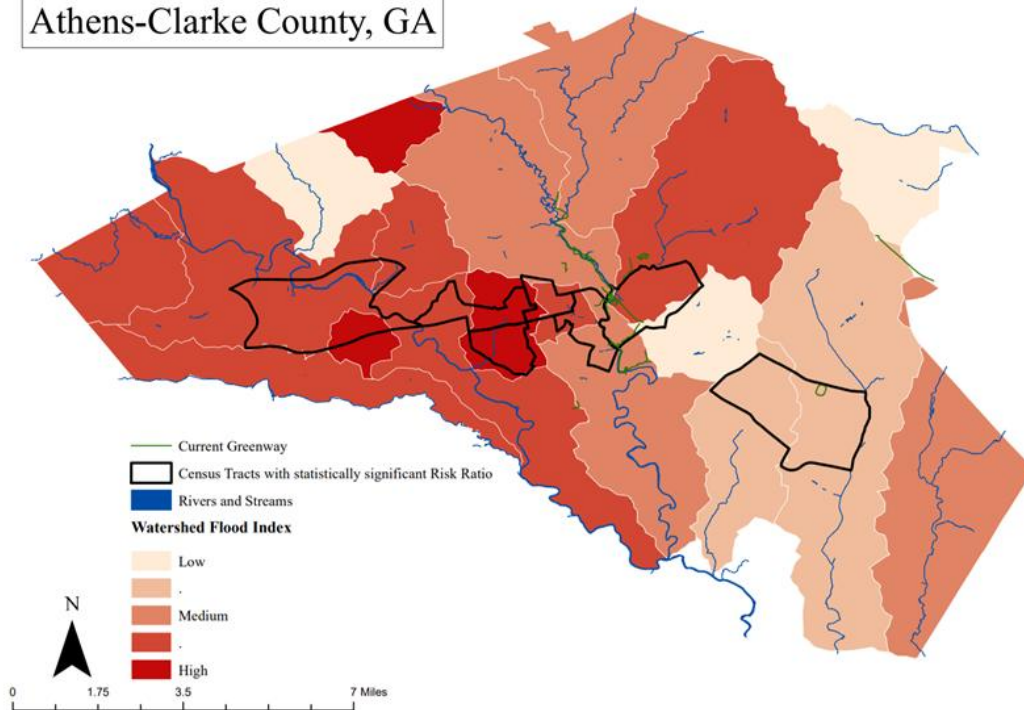 Athens-Clarke County, GA
Current Greenway
Census Tracts with statistically significant Risk Ratio
Rivers and Streams
Watershed Flood Index
Low
.
Medium
.
High
N
0 1.75 3.5 7 Miles